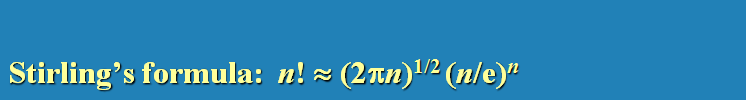 Stirling’s formula: n! ≈ (2πn)^{1/2} (n/e)^n